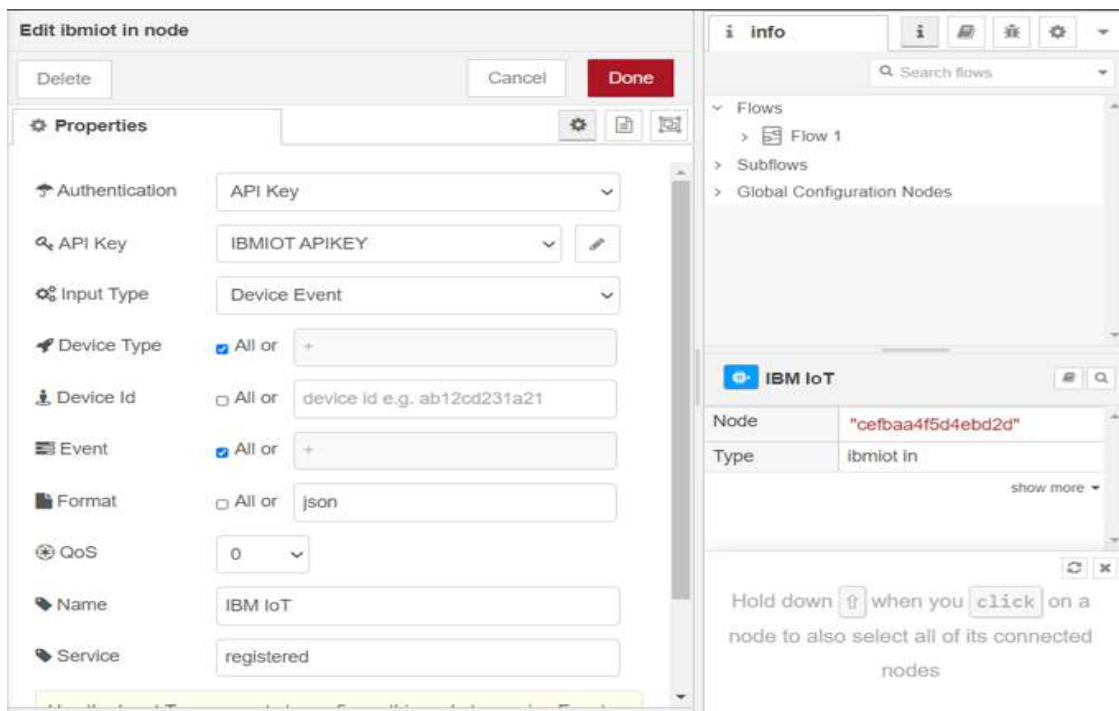 Edit ibmiot in node
Delete
Cancel
Done
Properties
Authentication
API Key
API Key
IBMIOT APIKEY
Input Type
Device Event
Device Type
All or
+
Device Id
All or
device id e.g. ab12cd231a21
Event
All or
+
Format
All or
json
QoS
0
Name
IBM IoT
Service
registered
i info
i
Search flows
Flows
Flow 1
Subflows
Global Configuration Nodes
IBM IoT
Node "cefbaa4f5d4ebd2d"
Type ibmiot in
show more
Hold down ⇧ when you click on a
node to also select all of its connected
nodes